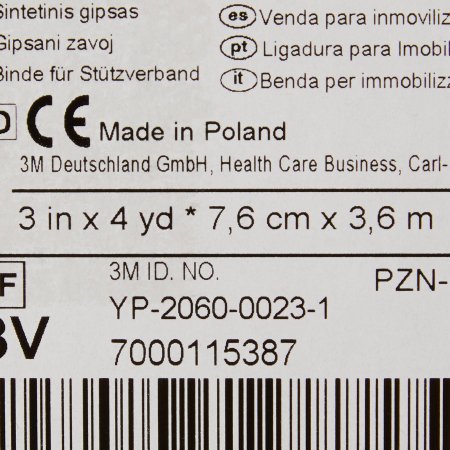 Sintetinis gipsas
Gipsani zavoj
Binde für Stützverband
es Venda para inmoviliz
pt Ligadura para Imobil
it Benda per immobilizz
CE Made in Poland
3M Deutschland GmbH, Health Care Business, Carl-
3 in x 4 yd * 7,6 cm x 3,6 m
3M ID. NO.
PZN-
F
YP-2060-0023-1
3V
7000115387